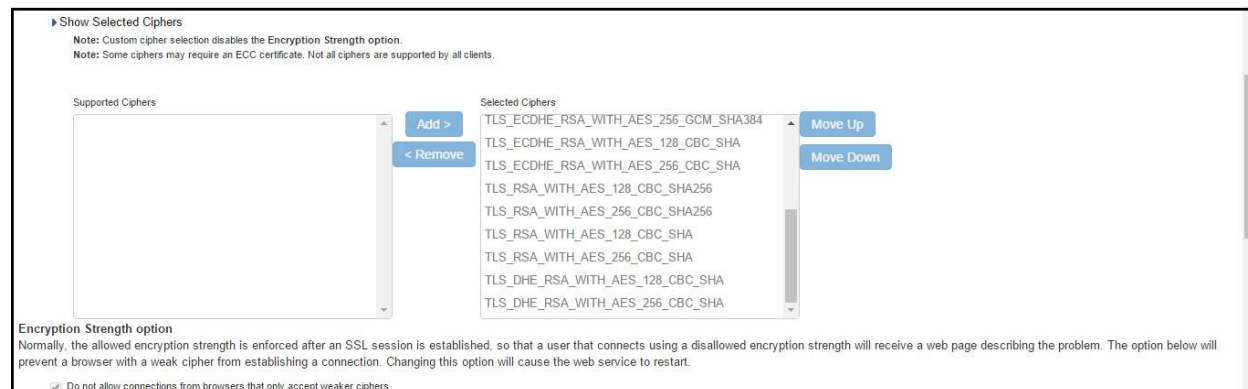 Show Selected Ciphers
Note: Custom cipher selection disables the Encryption Strength option.
Note: Some ciphers may require an ECC certificate. Not all ciphers are supported by all clients.
Supported Ciphers
Add >
< Remove
Selected Ciphers
TLS_ECDHE_RSA_WITH_AES_256_GCM_SHA384
TLS_ECDHE_RSA_WITH_AES_128_CBC_SHA
TLS_ECDHE_RSA_WITH_AES_256_CBC_SHA
TLS_RSA_WITH_AES_128_CBC_SHA256
TLS_RSA_WITH_AES_256_CBC_SHA256
TLS_RSA_WITH_AES_128_CBC_SHA
TLS_RSA_WITH_AES_256_CBC_SHA
TLS_DHE_RSA_WITH_AES_128_CBC_SHA
TLS_DHE_RSA_WITH_AES_256_CBC_SHA
Move Up
Move Down
Encryption Strength option
Normally, the allowed encryption strength is enforced after an SSL session is established, so that a user that connects using a disallowed encryption strength will receive a web page describing the problem. The option below will
prevent a browser with a weak cipher from establishing a connection. Changing this option will cause the web service to restart.
Do not allow connections from browsers that only accept weaker ciphers